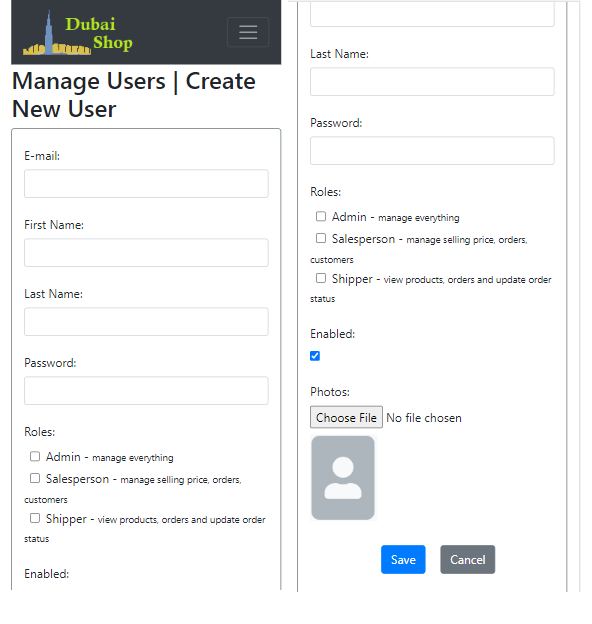 Dubai
Shop
Manage Users | Create
New User
E-mail:
First Name:
Last Name:
Password:
Roles:
Admin - manage everything
Salesperson - manage selling price, orders,
customers
Shipper - view products, orders and update order
status
Enabled:
Last Name:
Password:
Roles:
Admin - manage everything
Salesperson - manage selling price, orders,
customers
Shipper - view products, orders and update order
status
Enabled:
Photos:
Choose File No file chosen
Save Cancel